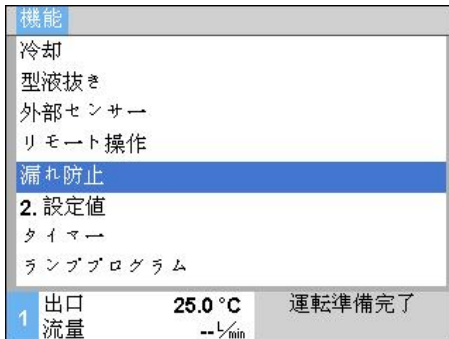 機能
冷却
型液抜き
外部センサー
リモート操作
漏れ防止
2. 設定値
タイマー
ランププログラム
1 出口 25.0 °C 運転準備完了
流量 -- L/min